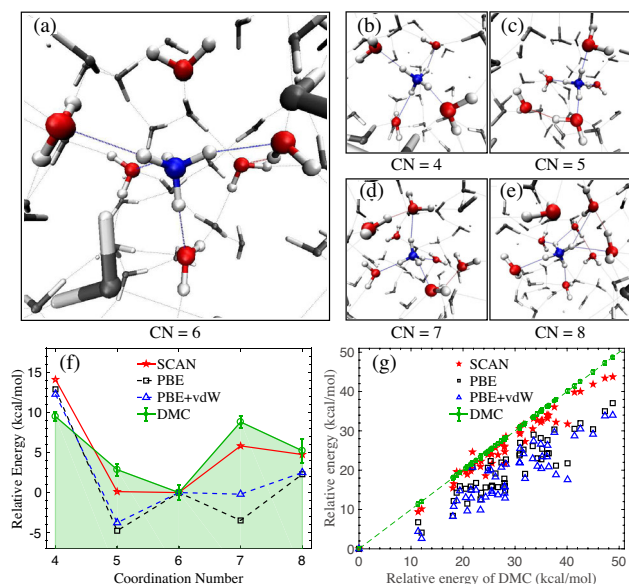 (a)
(b)
(c)
CN = 4
CN = 5
(d)
(e)
CN = 6
CN = 7
CN = 8
(f)
SCAN
PBE
PBE+vdW
DMC
Relative Energy (kcal/mol)
15
10
5
0
-5
4
5
6
7
8
Coordination Number
(g)
SCAN
PBE
PBE+vdW
DMC
Relative energy (kcal/mol)
50
40
30
20
10
0
0
10
20
30
40
50
Relative energy of DMC (kcal/mol)